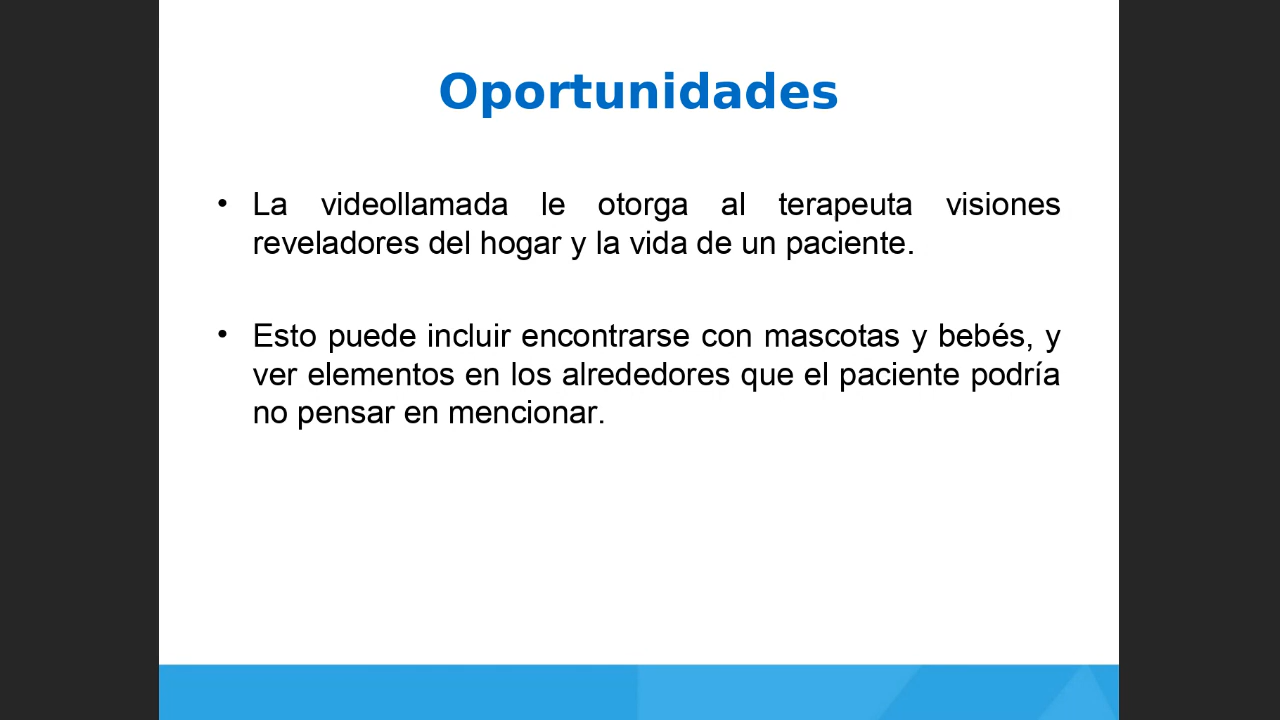 Oportunidades
• La videollamada le otorga al terapeuta visiones
reveladores del hogar y la vida de un paciente.
• Esto puede incluir encontrarse con mascotas y bebés, y
ver elementos en los alrededores que el paciente podría
no pensar en mencionar.